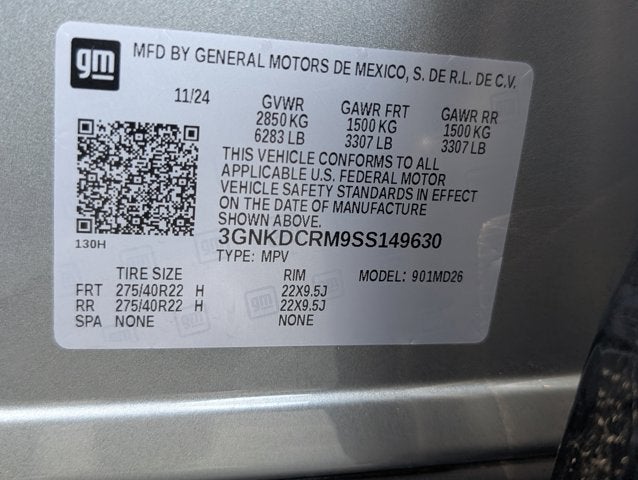 gm MFD BY GENERAL MOTORS DE MEXICO, S. DE R.L. DE C.V.
11/24 GVWR GAWR FRT GAWR RR
2850 KG 1500 KG 1500 KG
6283 LB 3307 LB 3307 LB
THIS VEHICLE CONFORMS TO ALL
APPLICABLE U.S. FEDERAL MOTOR
VEHICLE SAFETY STANDARDS IN EFFECT
ON THE DATE OF MANUFACTURE
SHOWN ABOVE.
130H 3GNKDCRM9SS149630
TYPE: MPV
TIRE SIZE RIM MODEL: 901MD26
FRT 275/40R22 H 22X9.5J
RR 275/40R22 H 22X9.5J
SPA NONE NONE